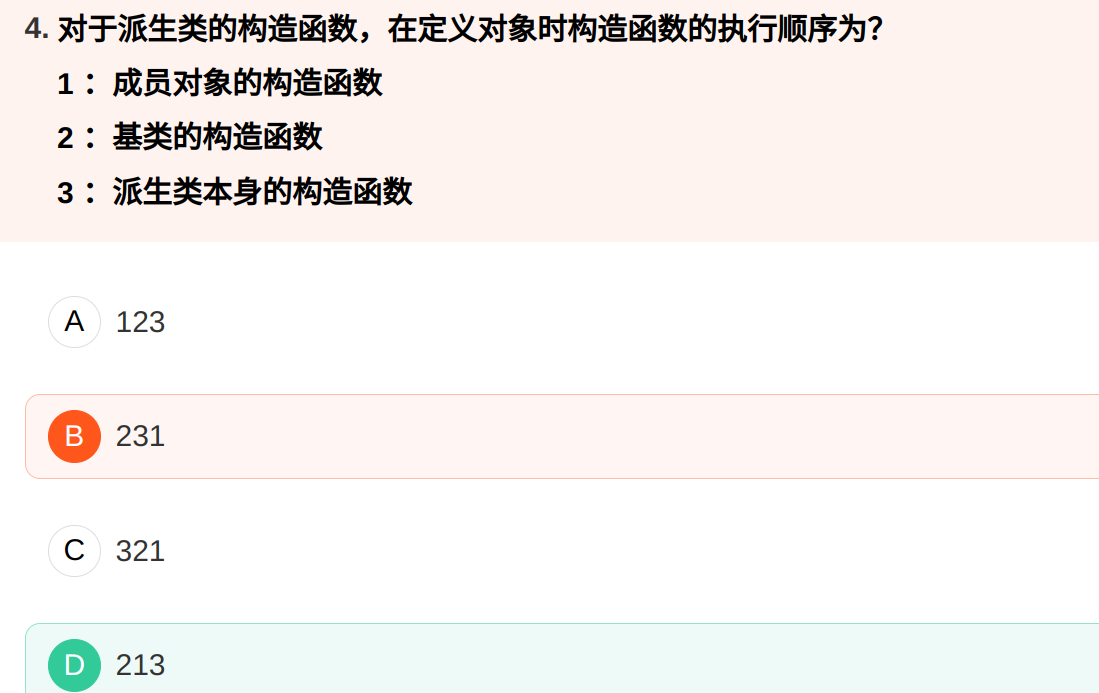 4. 对于派生类的构造函数，在定义对象时构造函数的执行顺序为？
1：成员对象的构造函数
2：基类的构造函数
3：派生类本身的构造函数
A 123
B 231
C 321
D 213